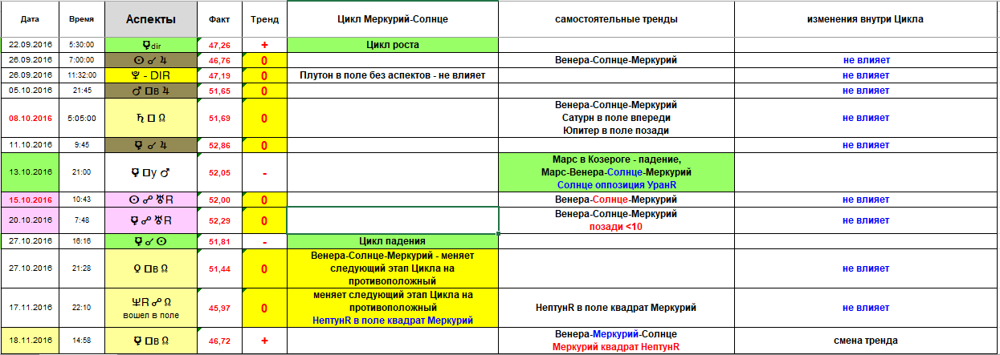 Дата Время Аспекты Факт Тренд Цикл Меркурий-Солнце самостоятельные тренды изменения внутри Цикла
22.09.2016 5:30:00 ☿dir 47,26 + Цикл роста
26.09.2016 7:00:00 ☉ ☌ ♃ 46,76 0 Венера-Солнце-Меркурий не влияет
26.09.2016 11:32:00 ♆ - DIR 47,19 0 Плутон в поле без аспектов - не влияет не влияет
05.10.2016 21:45 ♂ □в ♃ 51,65 0 не влияет
08.10.2016 5:05:00 ♄ □ ☊ 51,69 0 Венера-Солнце-Меркурий
Сатурн в поле впереди
Юпитер в поле позади
не влияет
11.10.2016 9:45 ☿ ☌ ♃ 52,86 0 не влияет
13.10.2016 21:00 ☿ □у ♂ 52,05 - Марс в Козероге - падение,
Марс-Венера-Солнце-Меркурий
Солнце оппозиция УранR
15.10.2016 10:43 ☉ ☍ ♅R 52,00 0 Венера-Солнце-Меркурий не влияет
20.10.2016 7:48 ☿ ☍ ♅R 52,29 0 Венера-Солнце-Меркурий
позади <10
не влияет
27.10.2016 16:16 ☿ ☌ ☉ 51,81 - Цикл падения
27.10.2016 21:28 ♀ □в ☊ 51,44 0 Венера-Солнце-Меркурий - меняет
следующий этап Цикла на
противоположный
не влияет
17.11.2016 22:10 ♆R ☍ ☊
вошел в поле
45,97 0 меняет следующий этап Цикла на
противоположный
НептунR в поле квадрат Меркурий
НептунR в поле квадрат Меркурий не влияет
18.11.2016 14:58 ☿ □в ☊ 46,72 + Венера-Меркурий-Солнце
Меркурий квадрат НептунR
смена тренда